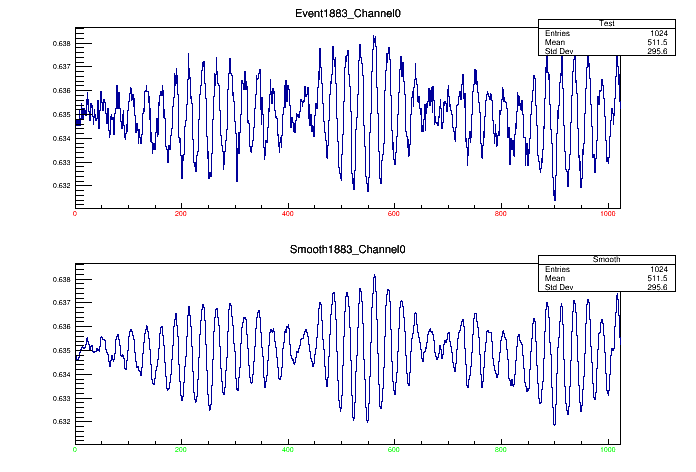 Event1883_Channel0
Test
Entries 1024
Mean 511.5
Std Dev 295.6
0.638
0.637
0.636
0.635
0.634
0.633
0.632
0 200 400 600 800 1000
Smooth1883_Channel0
Smooth
Entries 1024
Mean 511.5
Std Dev 295.6
0.638
0.637
0.636
0.635
0.634
0.633
0.632
0 200 400 600 800 1000